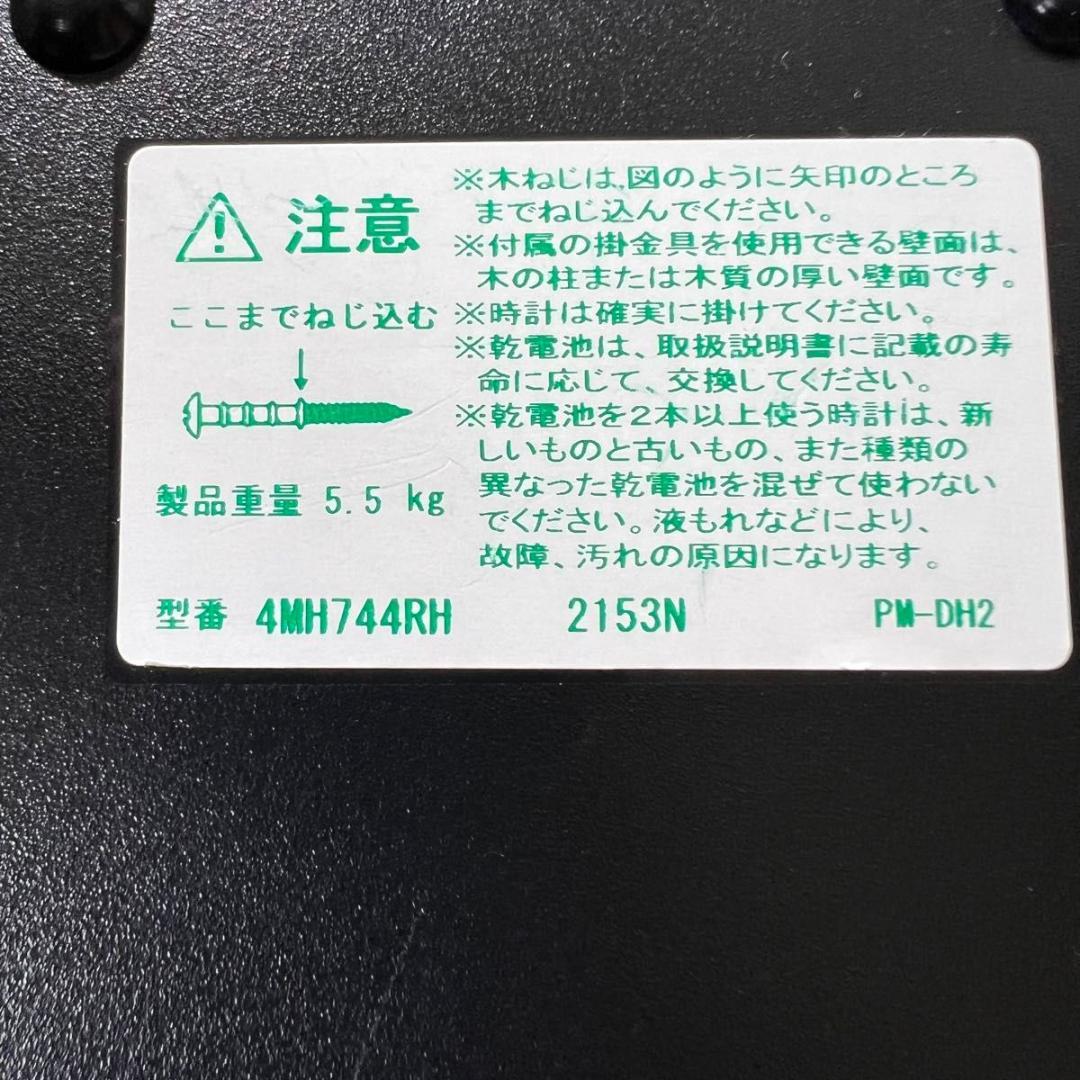 注意
ここまでねじ込む
製品重量 5.5 kg
※木ねじは、図のように矢印のところ
までねじ込んでください。
※付属の掛金具を使用できる壁面は、
木の柱または木質の厚い壁面です。
※時計は確実に掛けてください。
※乾電池は、取扱説明書に記載の寿
命に応じて、交換してください。
※乾電池を2本以上使う時計は、新
しいものと古いもの、また種類の
異なった乾電池を混ぜて使わない
でください。液もれなどにより、
故障、汚れの原因になります。
型番 4MH744RH 2153N PM-DH2